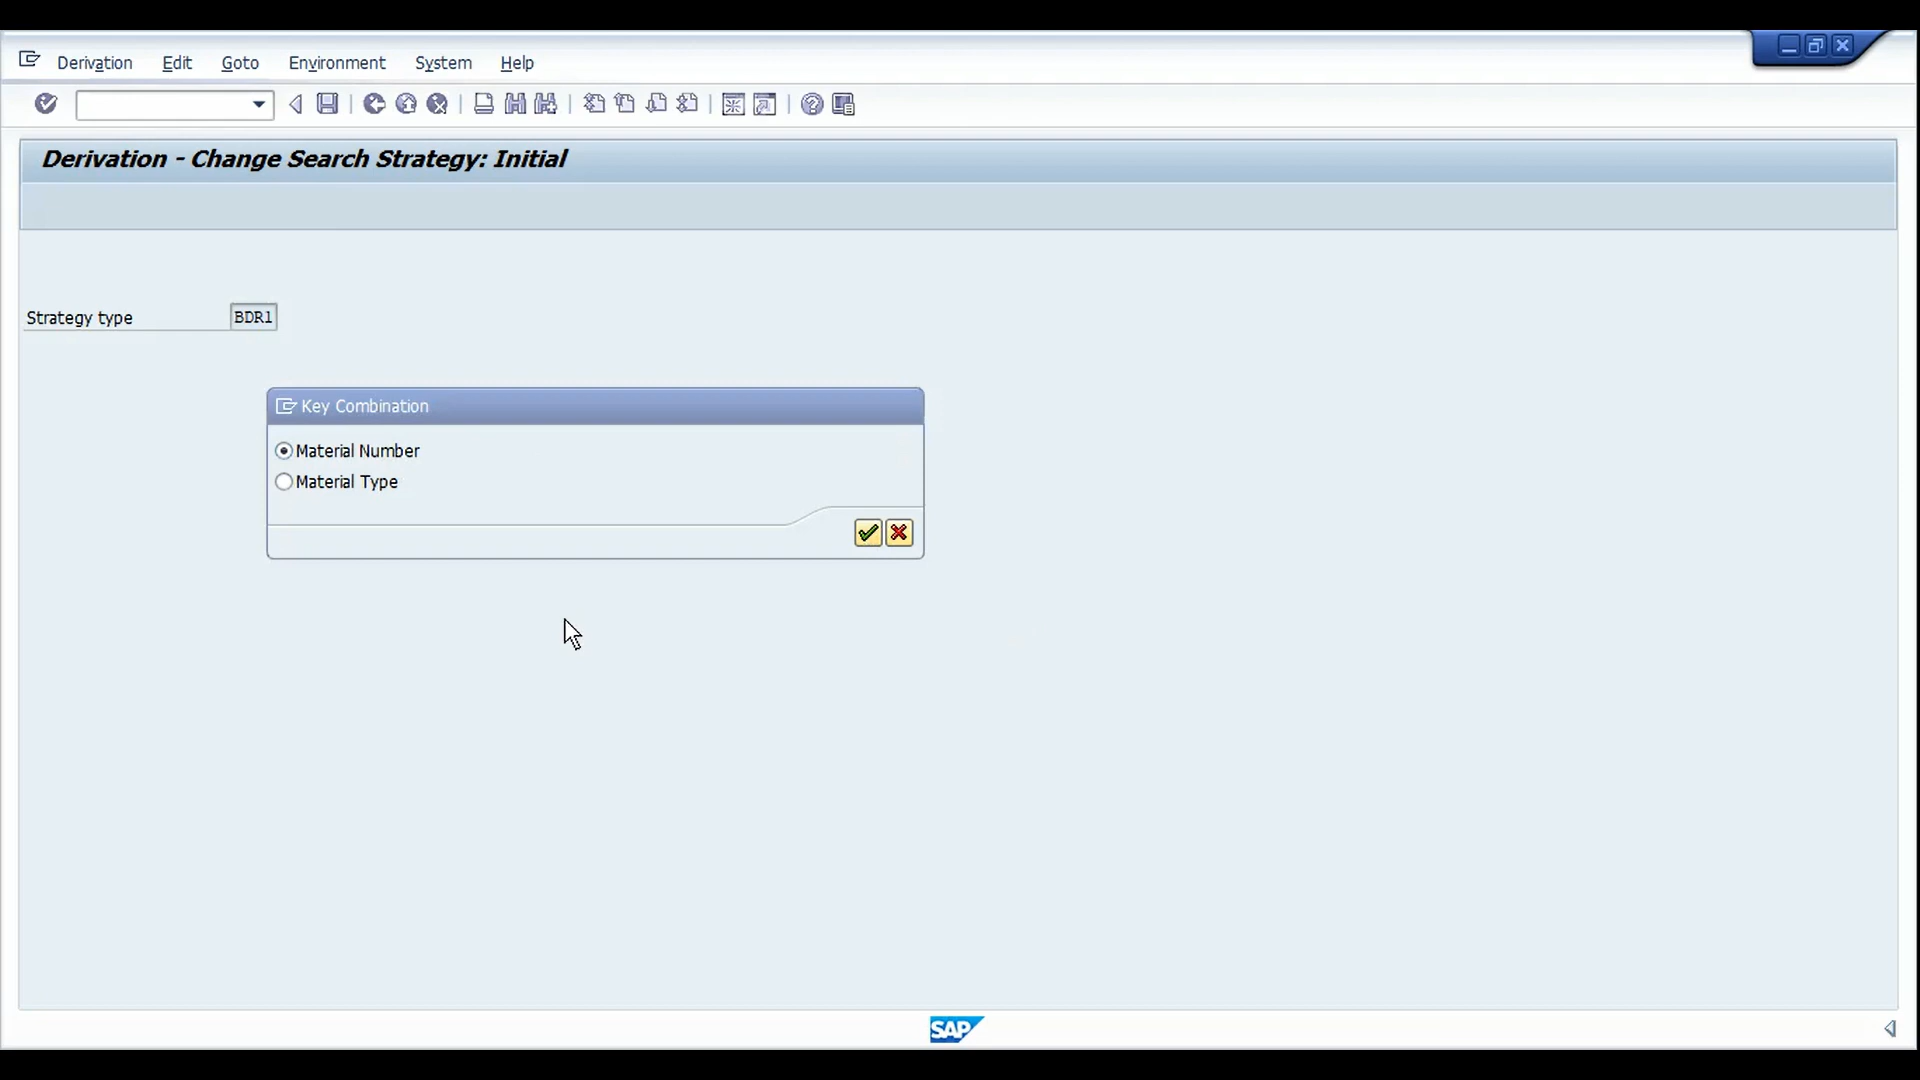 Derivation Edit Goto Environment System Help
Derivation - Change Search Strategy: Initial
Strategy type BDR1
Key Combination
Material Number
Material Type
SAP